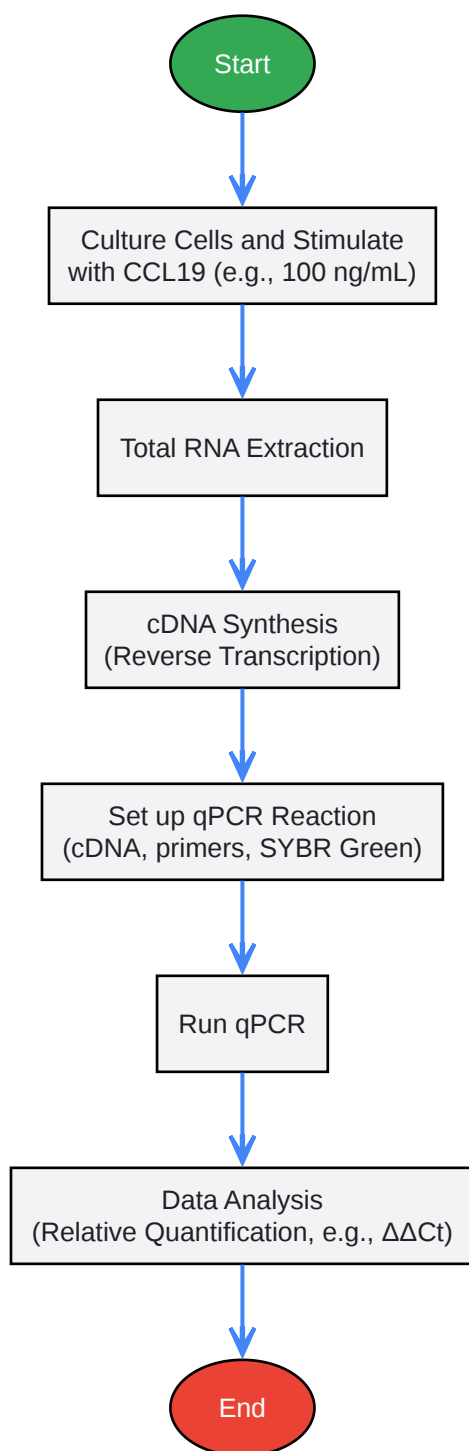 Start
Culture Cells and Stimulate
with CCL19 (e.g., 100 ng/mL)
Total RNA Extraction
cDNA Synthesis
(Reverse Transcription)
Set up qPCR Reaction
(cDNA, primers, SYBR Green)
Run qPCR
Data Analysis
(Relative Quantification, e.g., ΔΔCt)
End